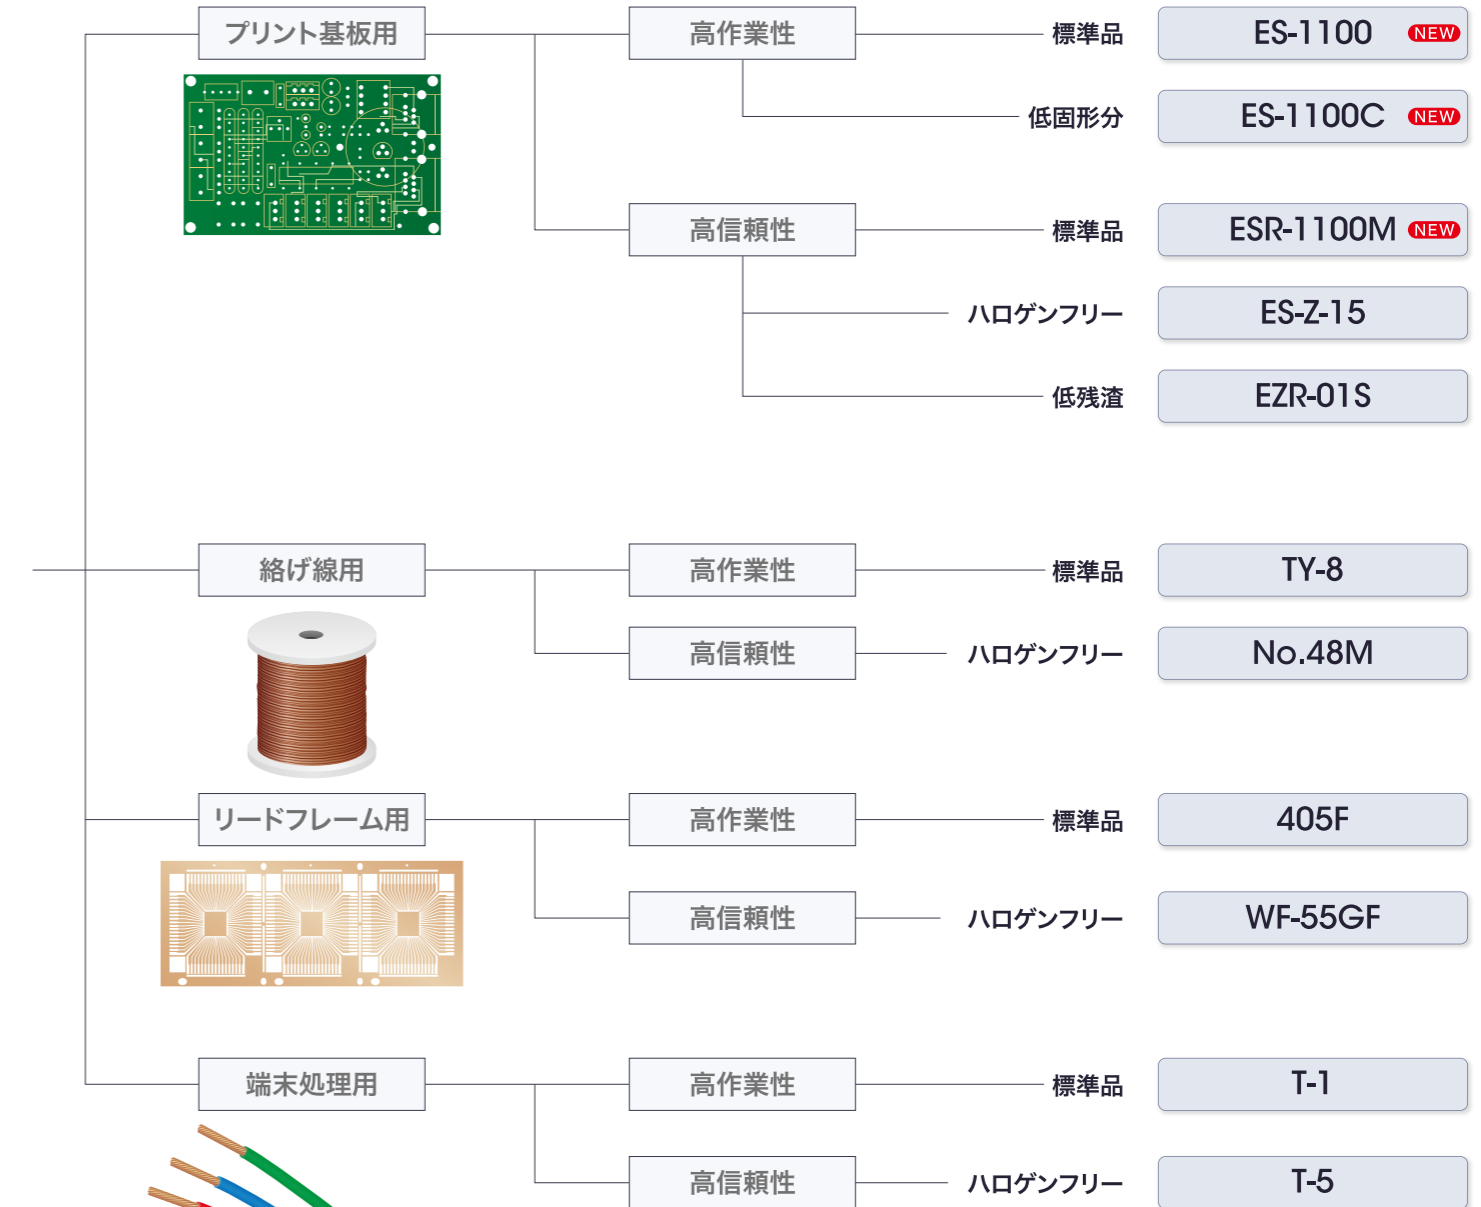 プリント基板用 高作業性 標準品 ES-1100 NEW
低固形分 ES-1100C NEW
高信頼性 標準品 ESR-1100M NEW
ハロゲンフリー ES-Z-15
低残渣 EZR-01S
絡げ線用 高作業性 標準品 TY-8
高信頼性 ハロゲンフリー No.48M
リードフレーム用 高作業性 標準品 405F
高信頼性 ハロゲンフリー WF-55GF
端末処理用 高作業性 標準品 T-1
高信頼性 ハロゲンフリー T-5